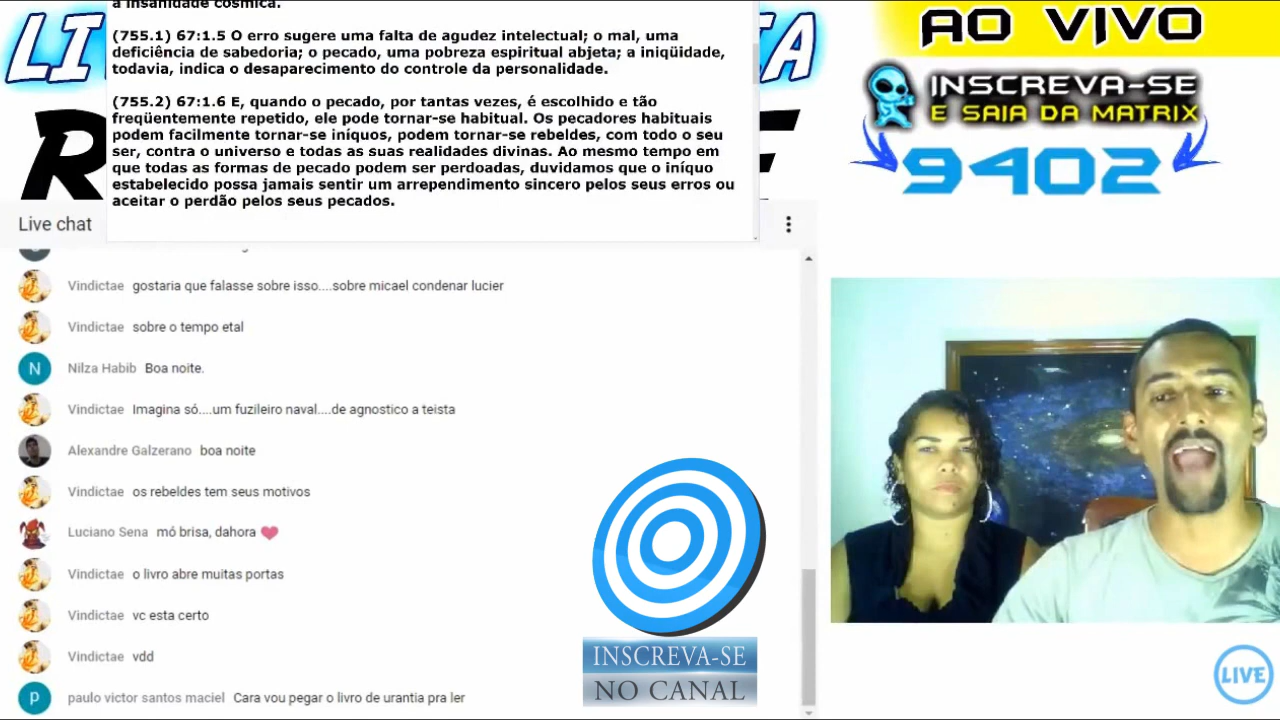 a insanidade cósmica.
(755.1) 67:1.5 O erro sugere uma falta de agudez intelectual; o mal, uma
deficiência de sabedoria; o pecado, uma pobreza espiritual abjeta; a iniqüidade,
todavia, indica o desaparecimento do controle da personalidade.
(755.2) 67:1.6 E, quando o pecado, por tantas vezes, é escolhido e tão
freqüentemente repetido, ele pode tornar-se habitual. Os pecadores habituais
podem facilmente tornar-se iníquos, podem tornar-se rebeldes, com todo o seu
ser, contra o universo e todas as suas realidades divinas. Ao mesmo tempo em
que todas as formas de pecado podem ser perdoadas, duvidamos que o iníquo
estabelecido possa jamais sentir um arrependimento sincero pelos seus erros ou
aceitar o perdão pelos seus pecados.
LI
A
R
AO VIVO
INSCREVA-SE
E SAIA DA MATRIX
9402
Live chat
Vindictae gostaria que falasse sobre isso....sobre micael condenar lucier
Vindictae sobre o tempo etal
N Nilza Habib Boa noite.
Vindictae Imagina só....um fuzileiro naval....de agnostico a teista
Alexandre Galzerano boa noite
Vindictae os rebeldes tem seus motivos
Luciano Sena mó brisa, dahora
Vindictae o livro abre muitas portas
Vindictae vc esta certo
Vindictae vdd
p paulo victor santos maciel Cara vou pegar o livro de urantia pra ler
INSCREVA-SE
NO CANAL
LIVE